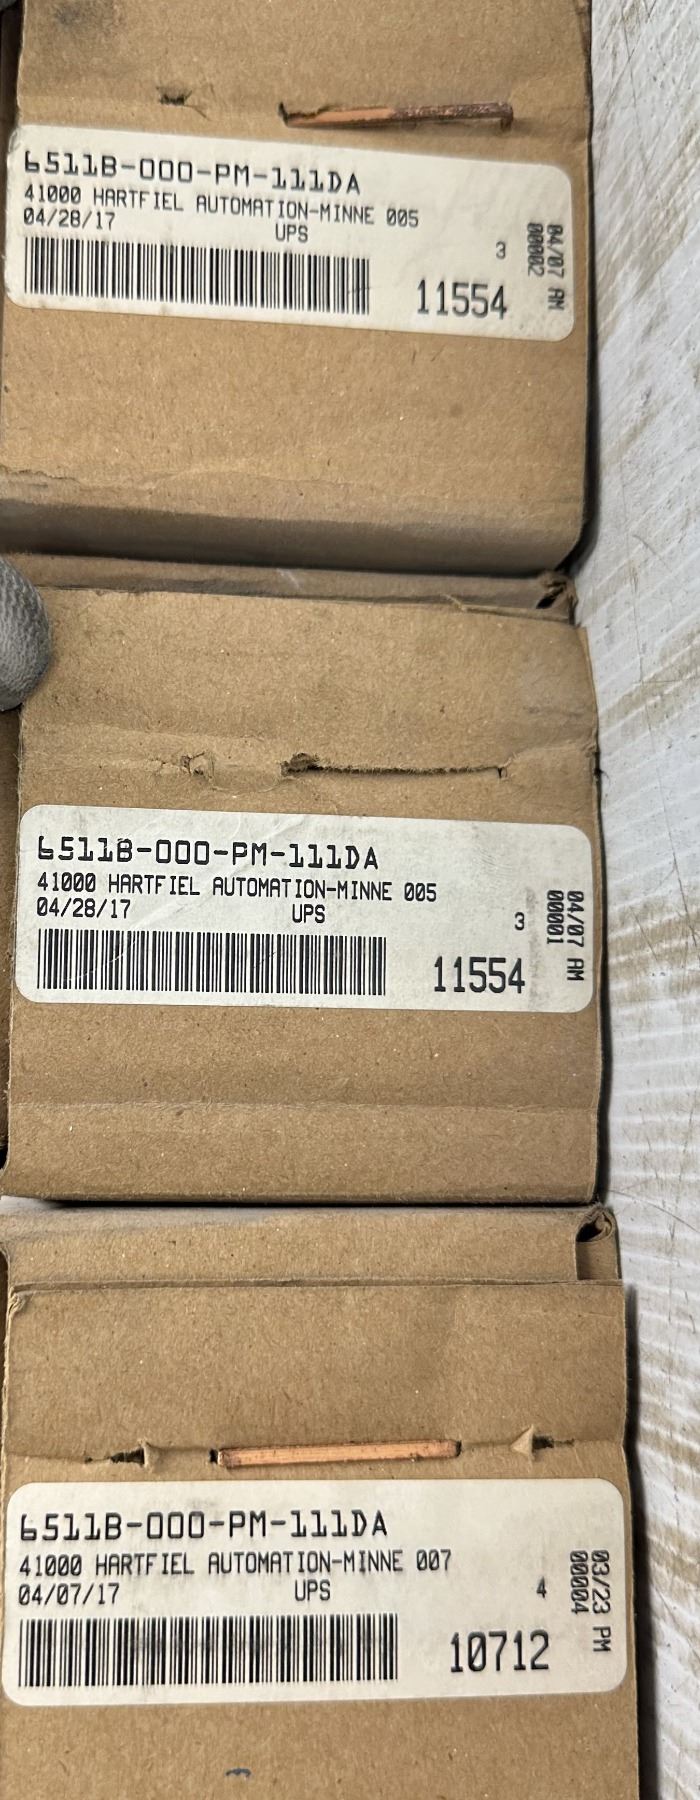 6511B-000-PM-111DA
41000 HARTFIEL AUTOMATION-MINNE 005
04/28/17 UPS 3
11554
04/07 AM
00002
6511B-000-PM-111DA
41000 HARTFIEL AUTOMATION-MINNE 005
04/28/17 UPS 3
11554
04/07 AM
00001
6511B-000-PM-111DA
41000 HARTFIEL AUTOMATION-MINNE 007
04/07/17 UPS 4
10712
03/23 PM
00004